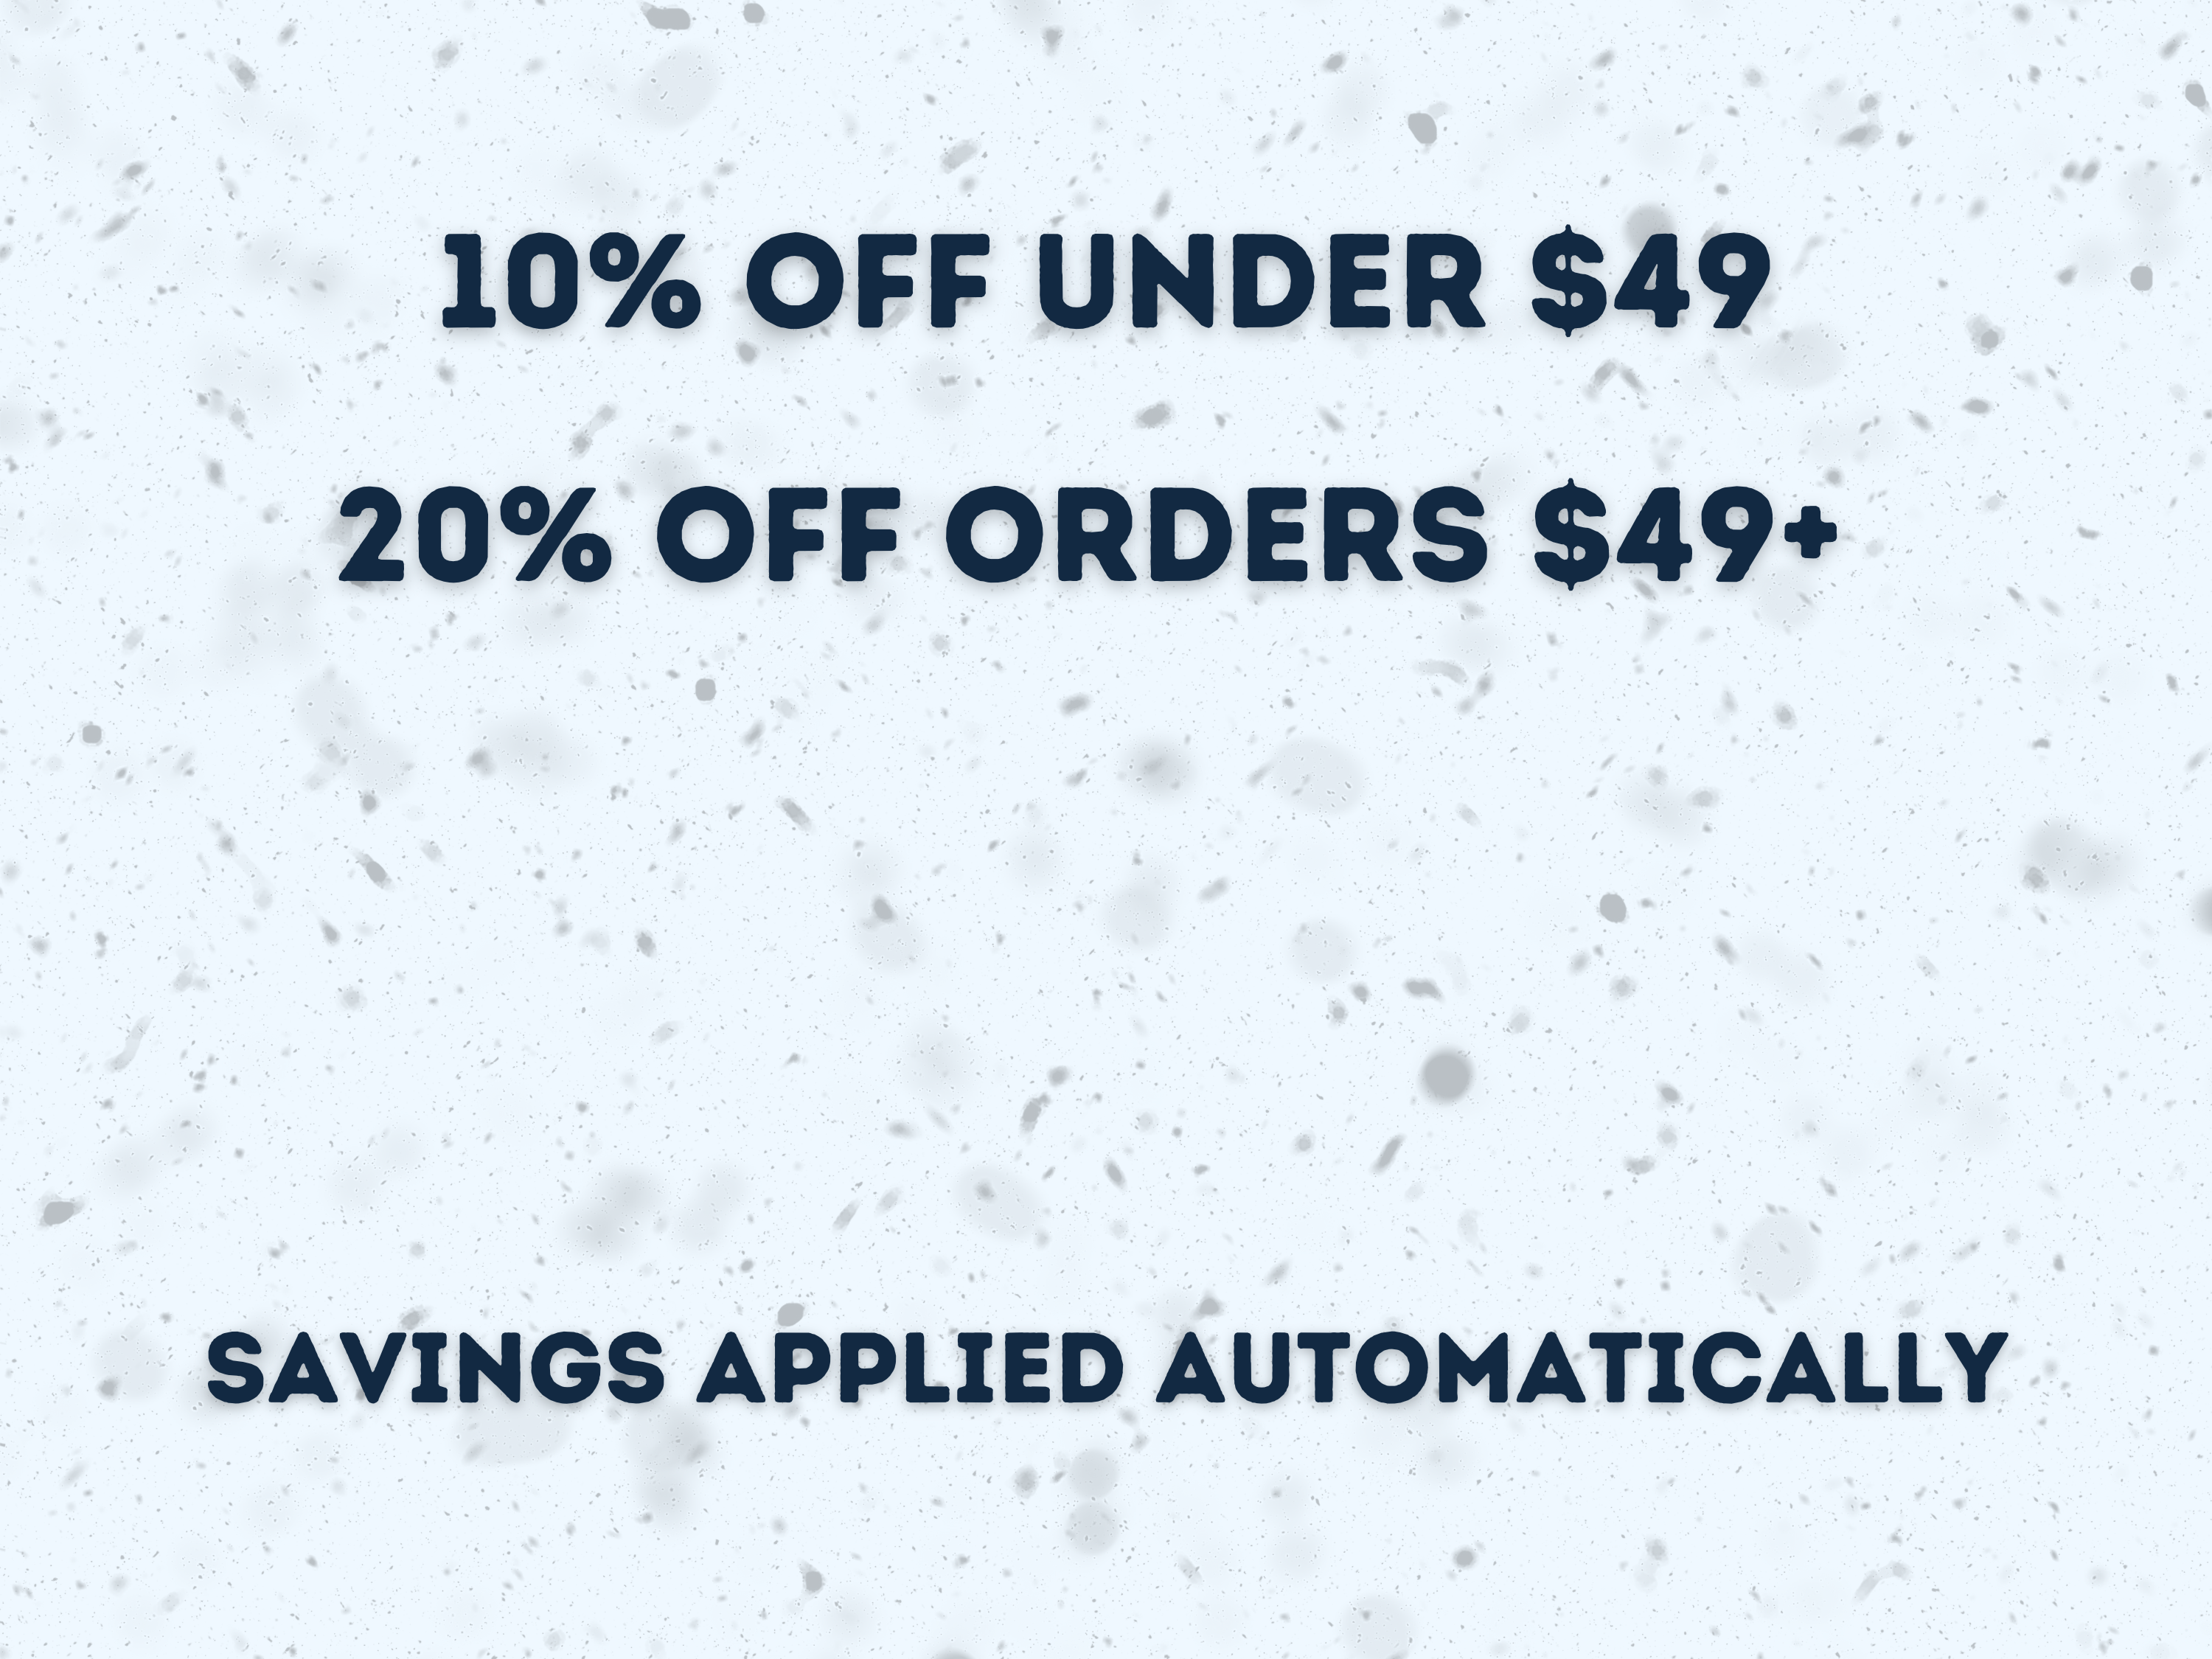 10% OFF UNDER $49
20% OFF ORDERS $49+
SAVINGS APPLIED AUTOMATICALLY